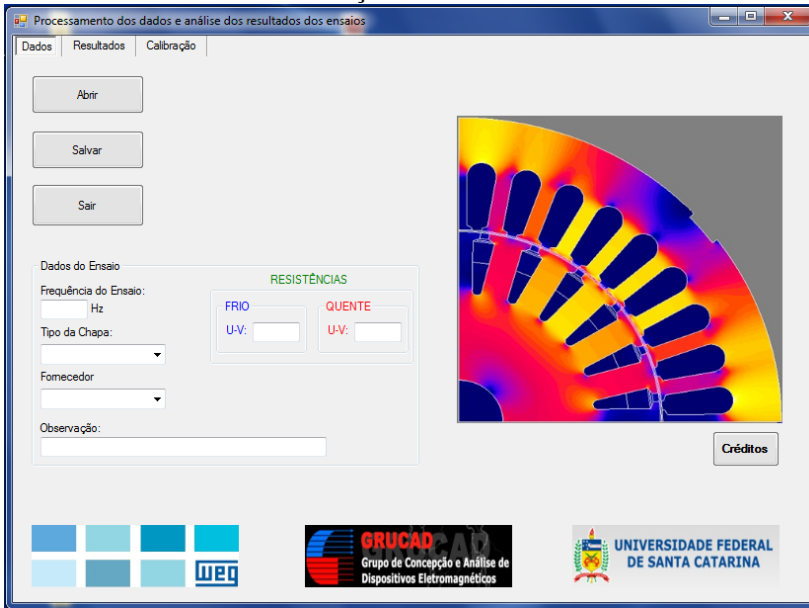 Processamento dos dados e análise dos resultados dos ensaios
Dados
Resultados
Calibração
Abrir
Salvar
Sair
Dados do Ensaio
Frequência do Ensaio:
Hz
Tipo da Chapa:
Fornecedor
Observação:
RESISTÊNCIAS
FRIO
U-V:
QUENTE
U-V:
Créditos
WEG
GRUCAD
Grupo de Concepção e Análise de
Dispositivos Eletromagnéticos
UNIVERSIDADE FEDERAL
DE SANTA CATARINA